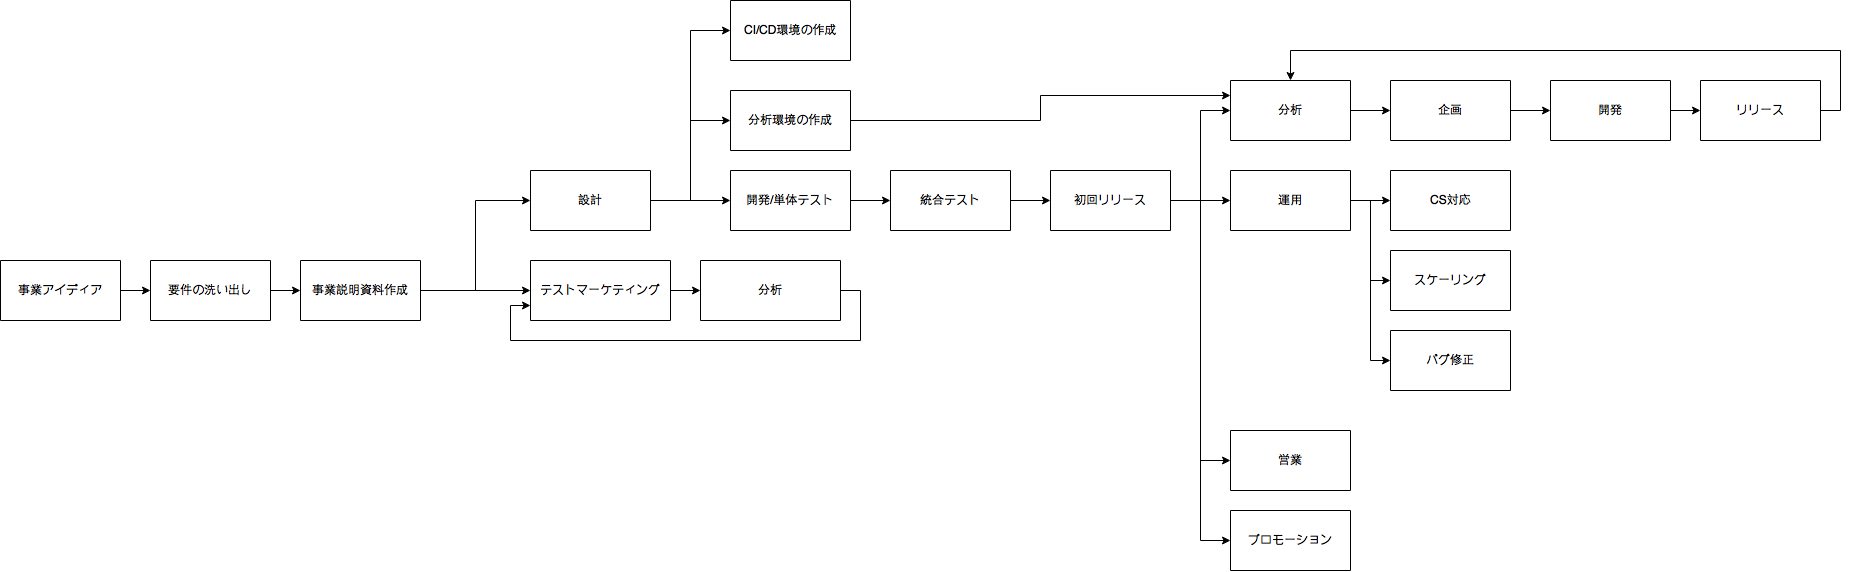 CI/CD環境の作成
分析環境の作成
分析
企画
開発
リリース
設計
開発/単体テスト
統合テスト
初回リリース
運用
CS対応
事業アイディア
要件の洗い出し
事業説明資料作成
テストマーケティング
分析
スケーリング
バグ修正
営業
プロモーション